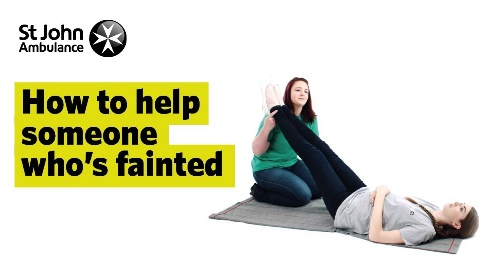 St John
Ambulance
How to help
someone
who's fainted